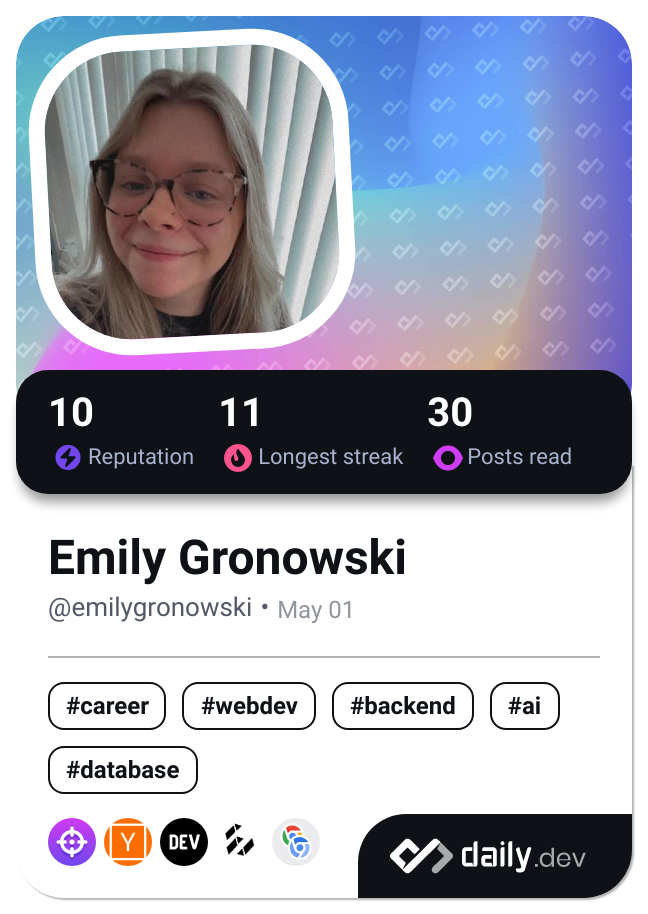 10 11 30
Reputation Longest streak Posts read
Emily Gronowski
@emilygronowski • May 01
#career #webdev #backend #ai
#database
Y DEV
daily.dev